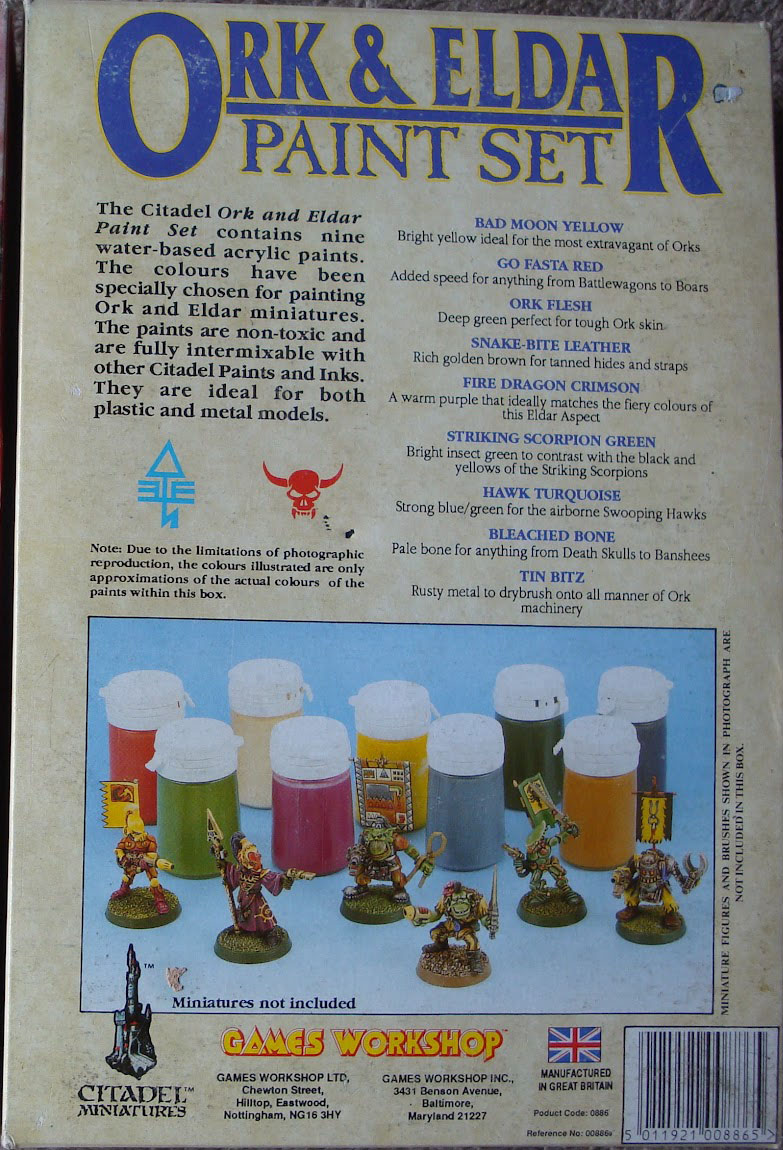 ORK & ELDAR
PAINT SET
The Citadel Ork and Eldar
Paint Set contains nine
water-based acrylic paints.
The colours have been
specially chosen for painting
Ork and Eldar miniatures.
The paints are non-toxic and
are fully intermixable with
other Citadel Paints and Inks.
They are ideal for both
plastic and metal models.
Note: Due to the limitations of photographic
reproduction, the colours illustrated are only
approximations of the actual colours of the
paints within this box.
BAD MOON YELLOW
Bright yellow ideal for the most extravagant of Orks
GO FASTA RED
Added speed for anything from Battlewagons to Boars
ORK FLESH
Deep green perfect for tough Ork skin
SNAKE-BITE LEATHER
Rich golden brown for tanned hides and straps
FIRE DRAGON CRIMSON
A warm purple that ideally matches the fiery colours of
this Eldar Aspect
STRIKING SCORPION GREEN
Bright insect green to contrast with the black and
yellows of the Striking Scorpions
HAWK TURQUOISE
Strong blue/green for the airborne Swooping Hawks
BLEACHED BONE
Pale bone for anything from Death Skulls to Banshees
TIN BITZ
Rusty metal to drybrush onto all manner of Ork
machinery
MINIATURE FIGURES AND BRUSHES SHOWN IN PHOTOGRAPH ARE
NOT INCLUDED IN THIS BOX.
TM
Miniatures not included
CITADEL™
MINIATURES
GAMES WORKSHOP™
GAMES WORKSHOP LTD,
Chewton Street,
Hilltop, Eastwood,
Nottingham, NG16 3HY
GAMES WORKSHOP INC.,
3431 Benson Avenue,
Baltimore,
Maryland 21227
MANUFACTURED
IN GREAT BRITAIN
Product Code: 0886
Reference No: 00886
5 011921 008865 >